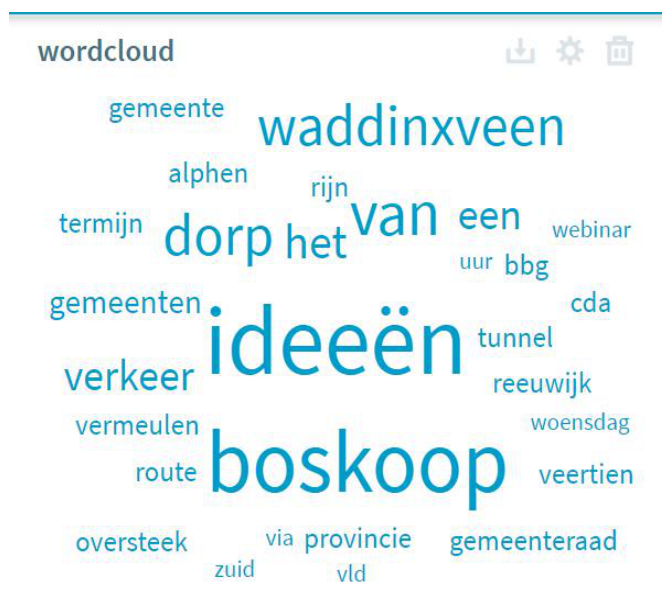 wordcloud
gemeente waddinxveen
alphen rijn
termijn dorp het van een webinar
uur bbg
gemeenten ideeën cda
tunnel
verkeer reeuwijk
vermeulen boskoop woensdag
route veertien
oversteek via provincie gemeenteraad
zuid vld